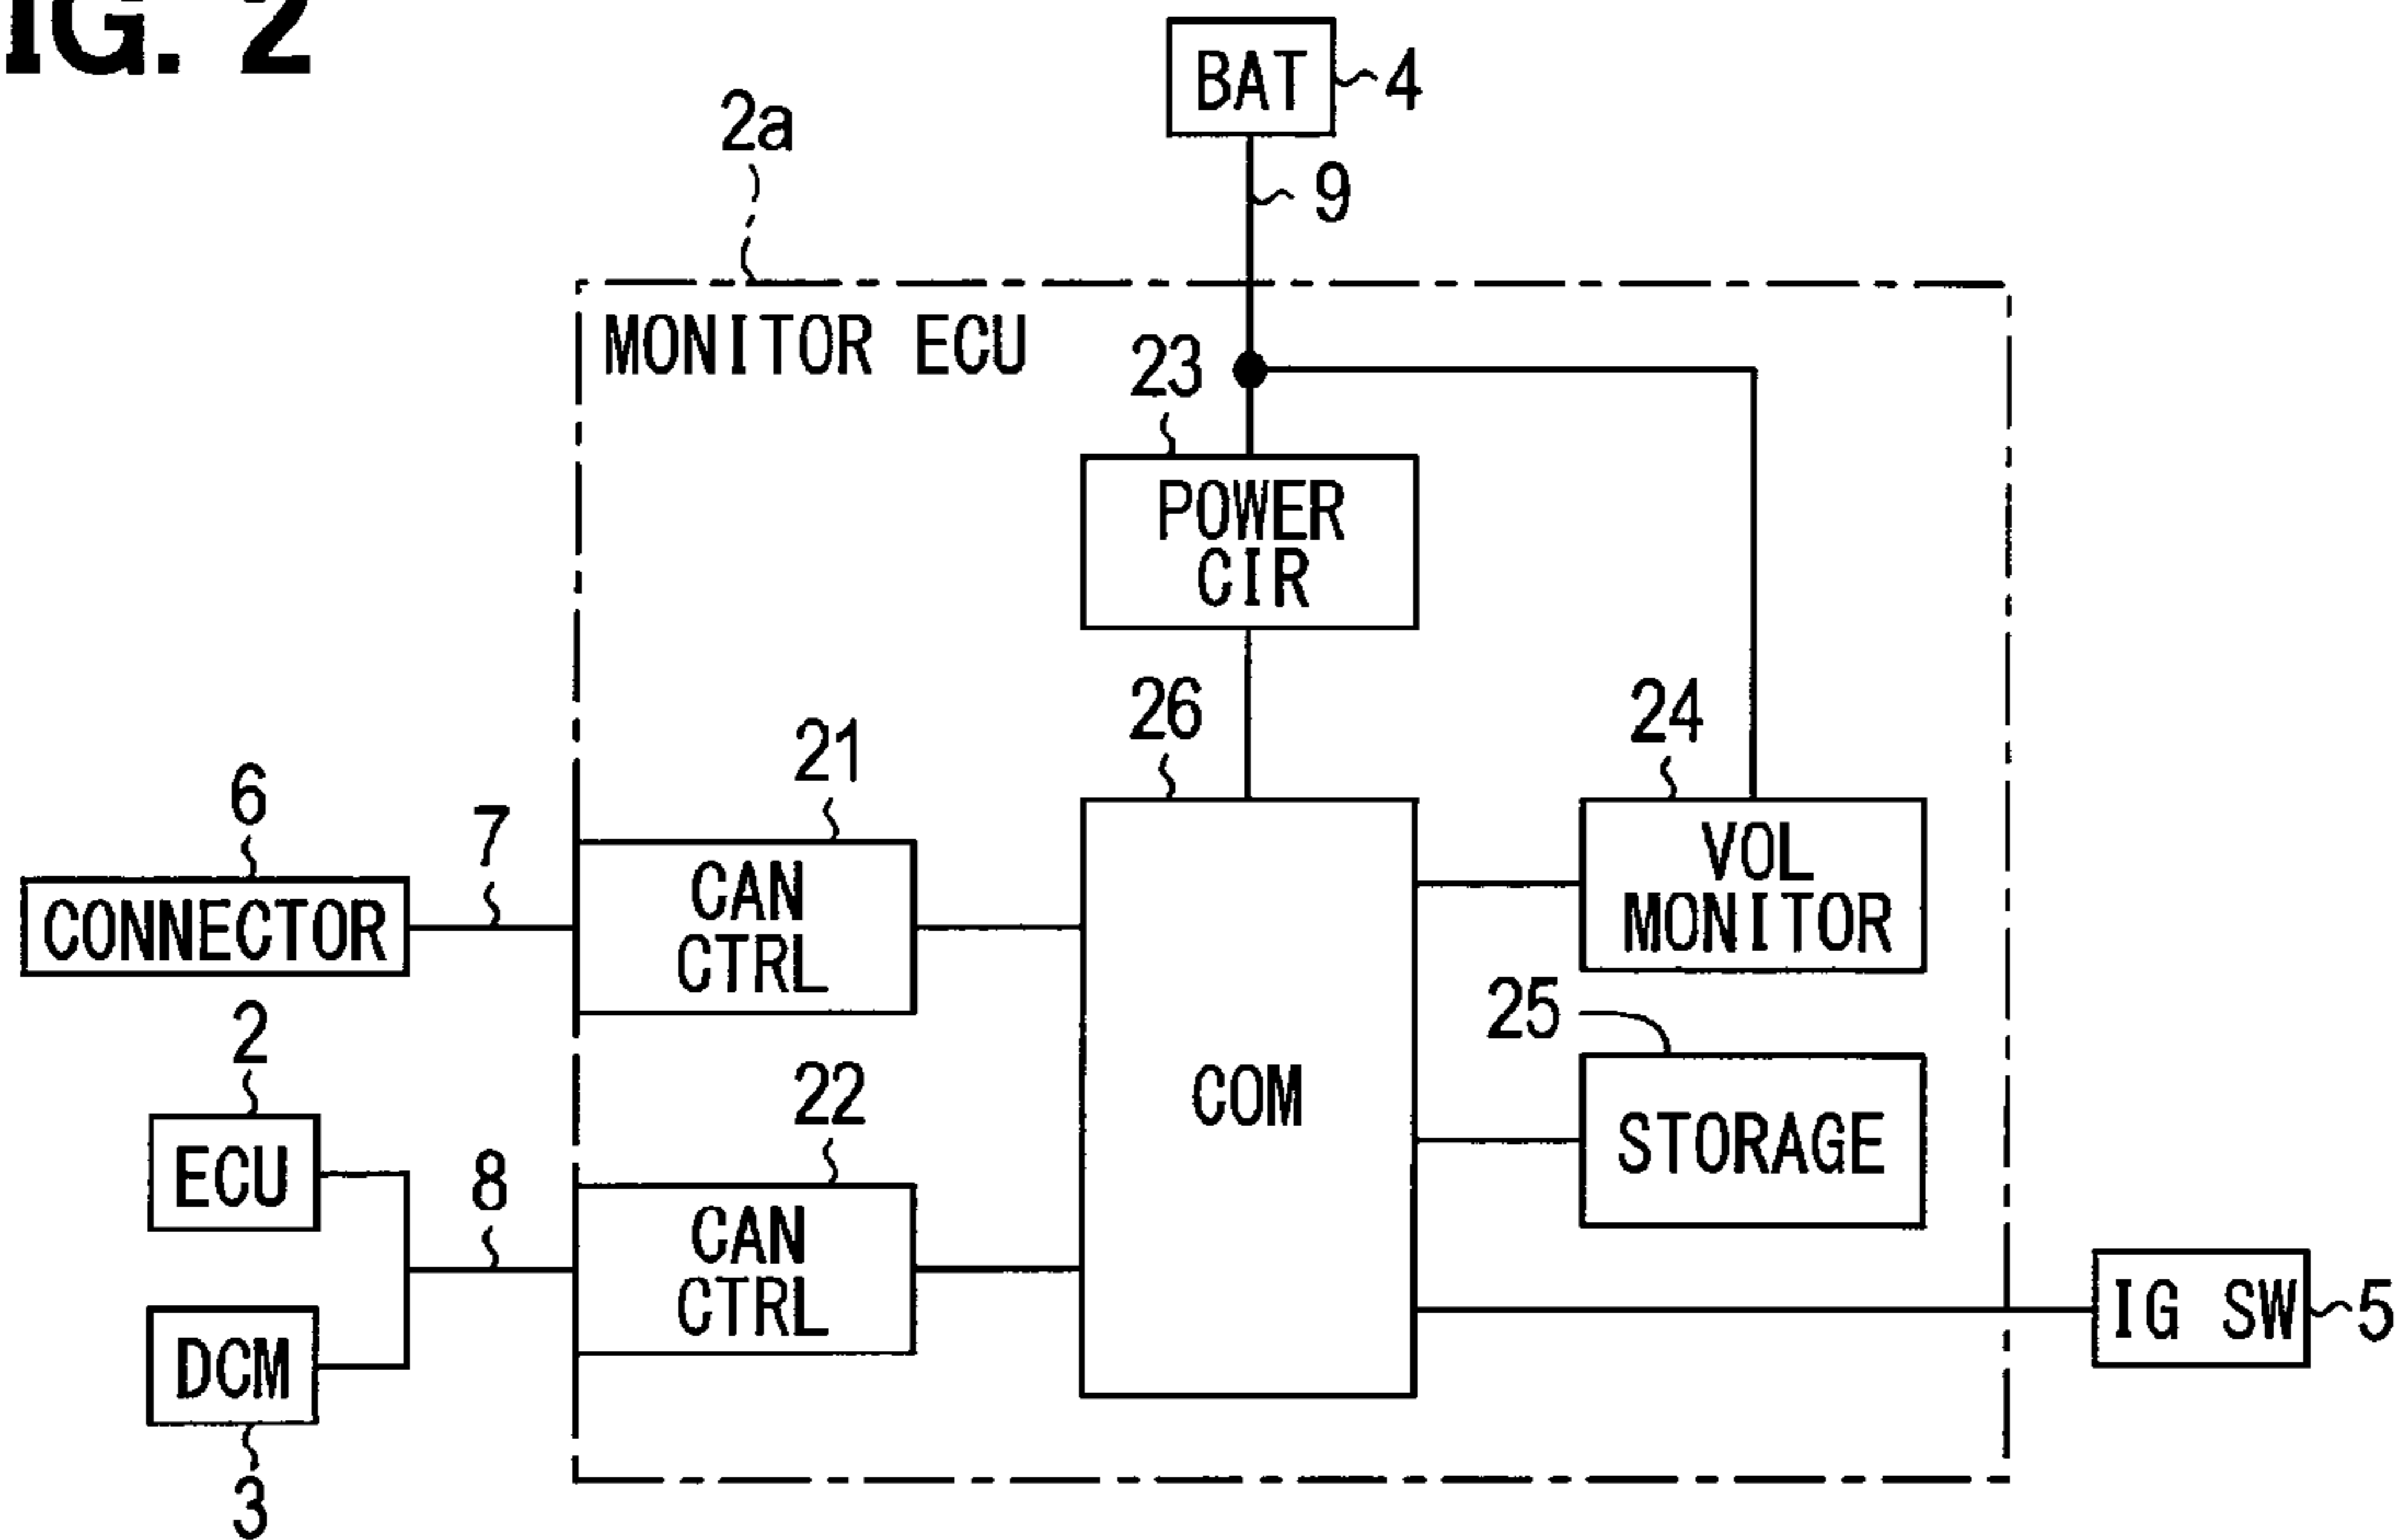 IG. 2
BAT
4
2a
9
MONITOR ECU
23
POWER
CIR
26
24
21
6
7
CAN
CTRL
VOL
MONITOR
CONNECTOR
25
2
22
COM
STORAGE
ECU
8
CAN
CTRL
IG SW
5
DCM
3